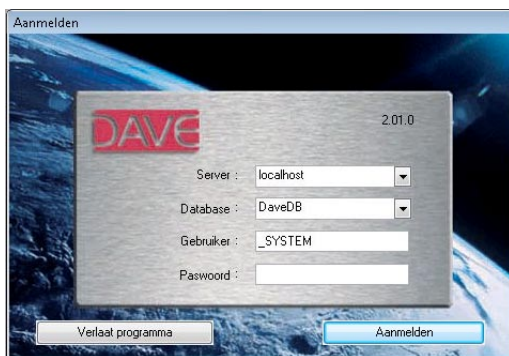 Aanmelden
DAVE
2.01.0
Server : localhost
Database : DaveDB
Gebruiker : _SYSTEM
Paswoord :
Verlaat programma
Aanmelden